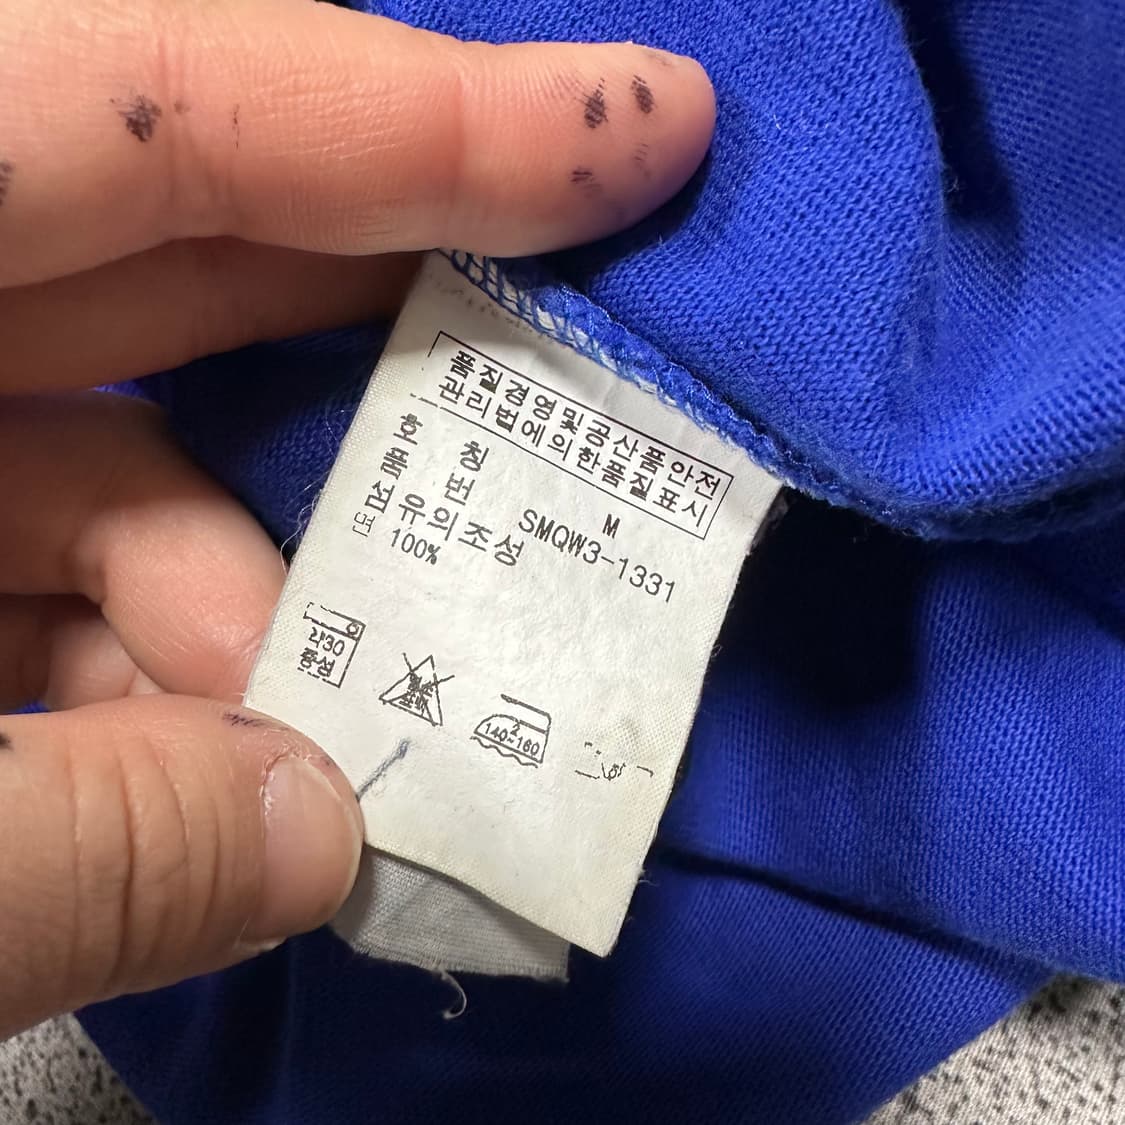 품질경영및공산품안전
관리법에의한품질표시
호 칭 M
품 번 SMQW3-1331
섬유의조성
면 100%
약30
중성
140~160